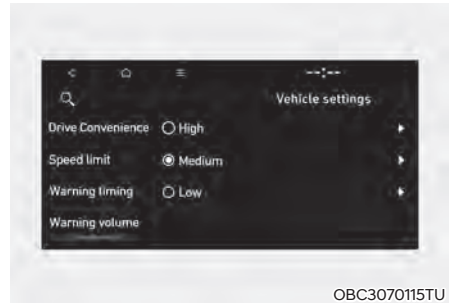 --:--
Vehicle settings
Drive Convenience High
Speed limit Medium
Warning timing Low
Warning volume
OBC3070115TU